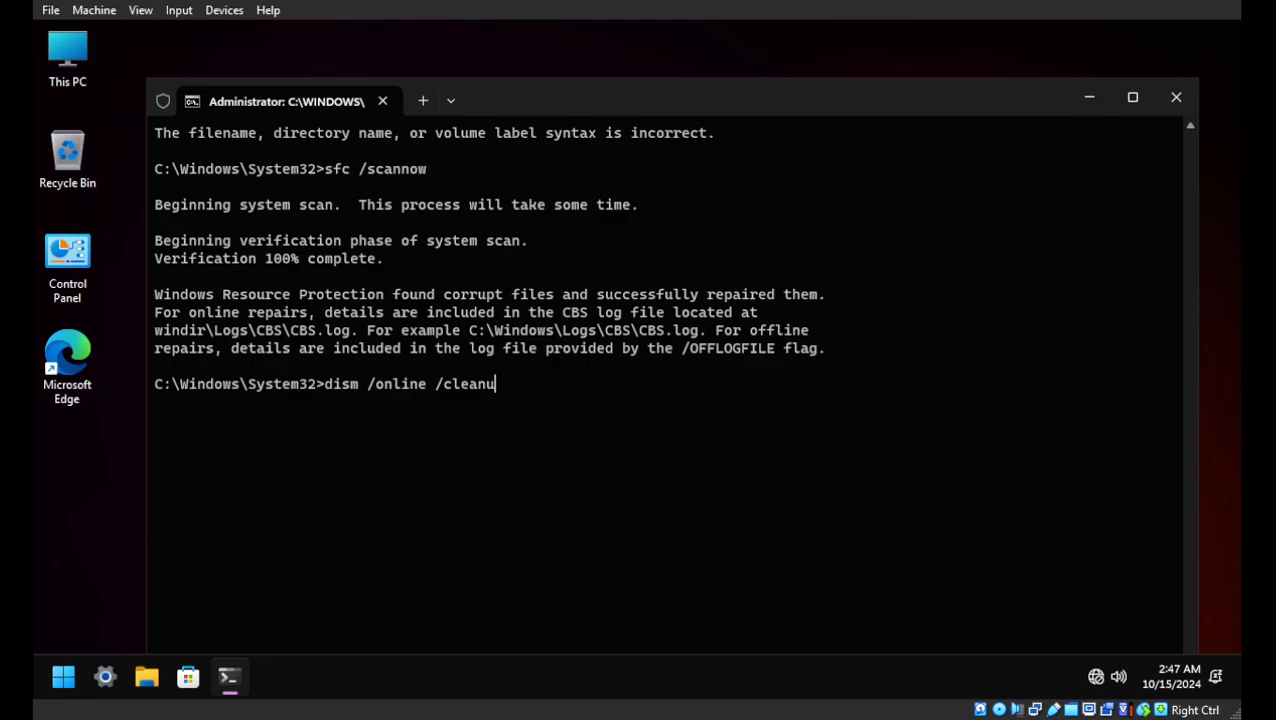 File Machine View Input Devices Help
This PC
Recycle Bin
Control
Panel
Microsoft
Edge
Administrator: C:\WINDOWS\
The filename, directory name, or volume label syntax is incorrect.
C:\Windows\System32>sfc /scannow
Beginning system scan.  This process will take some time.
Beginning verification phase of system scan.
Verification 100% complete.
Windows Resource Protection found corrupt files and successfully repaired them.
For online repairs, details are included in the CBS log file located at
windir\Logs\CBS\CBS.log. For example C:\Windows\Logs\CBS\CBS.log. For offline
repairs, details are included in the log file provided by the /OFFLOGFILE flag.
C:\Windows\System32>dism /online /cleanu
2:47 AM
10/15/2024
Right Ctrl